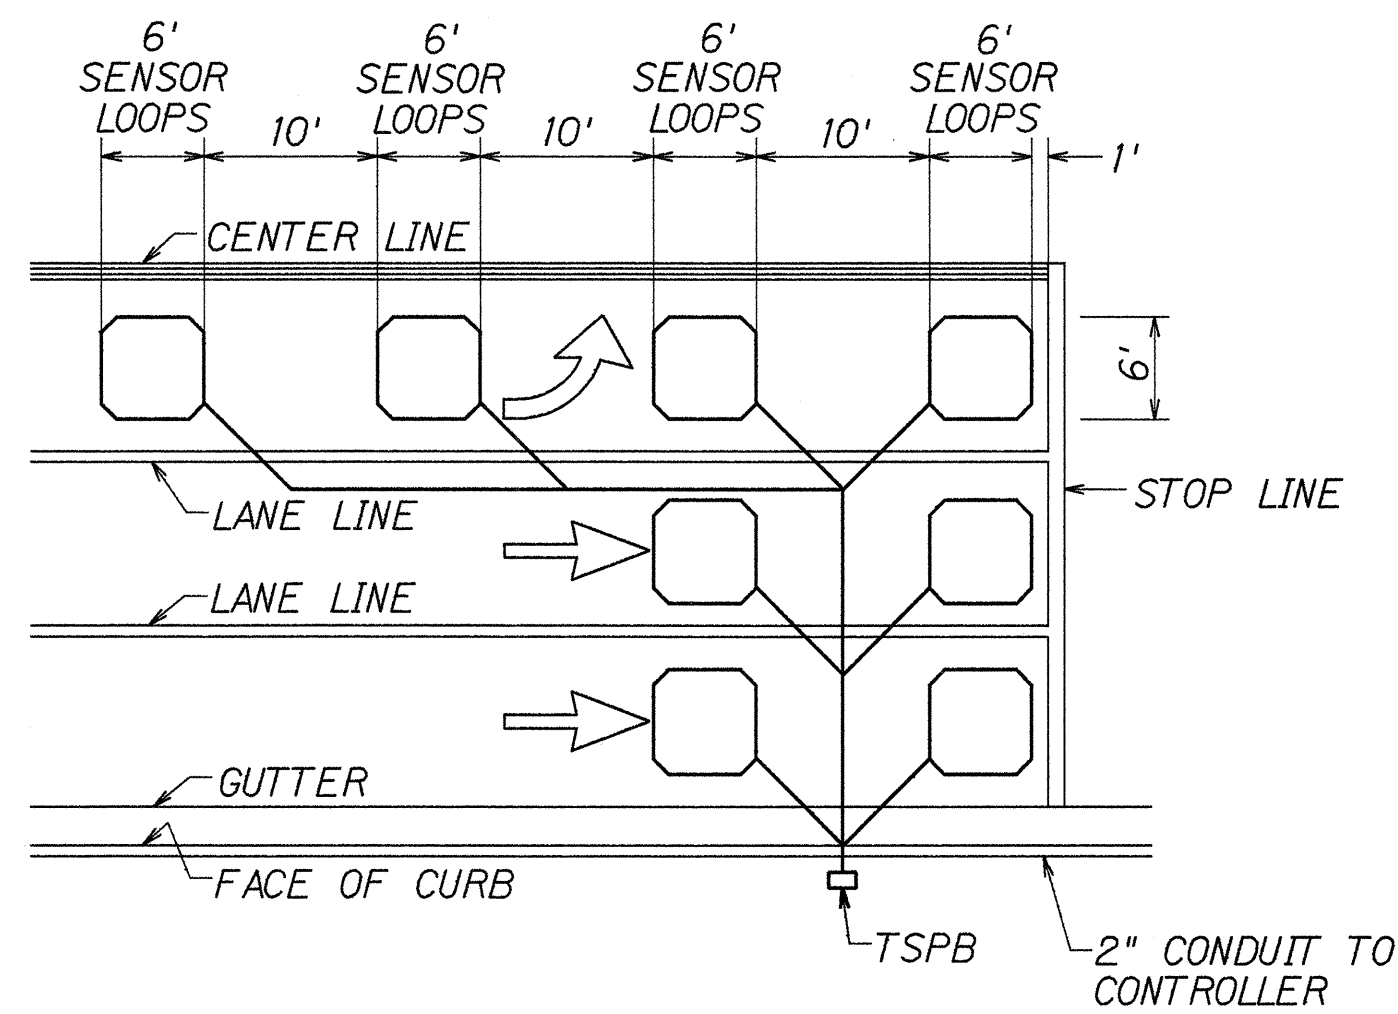 6'
SENSOR
LOOPS
6'
SENSOR
LOOPS
6'
SENSOR
LOOPS
6'
SENSOR
LOOPS
10'
10'
10'
1'
CENTER LINE
6'
LANE LINE
STOP LINE
LANE LINE
GUTTER
FACE OF CURB
TSPB
2" CONDUIT TO
CONTROLLER